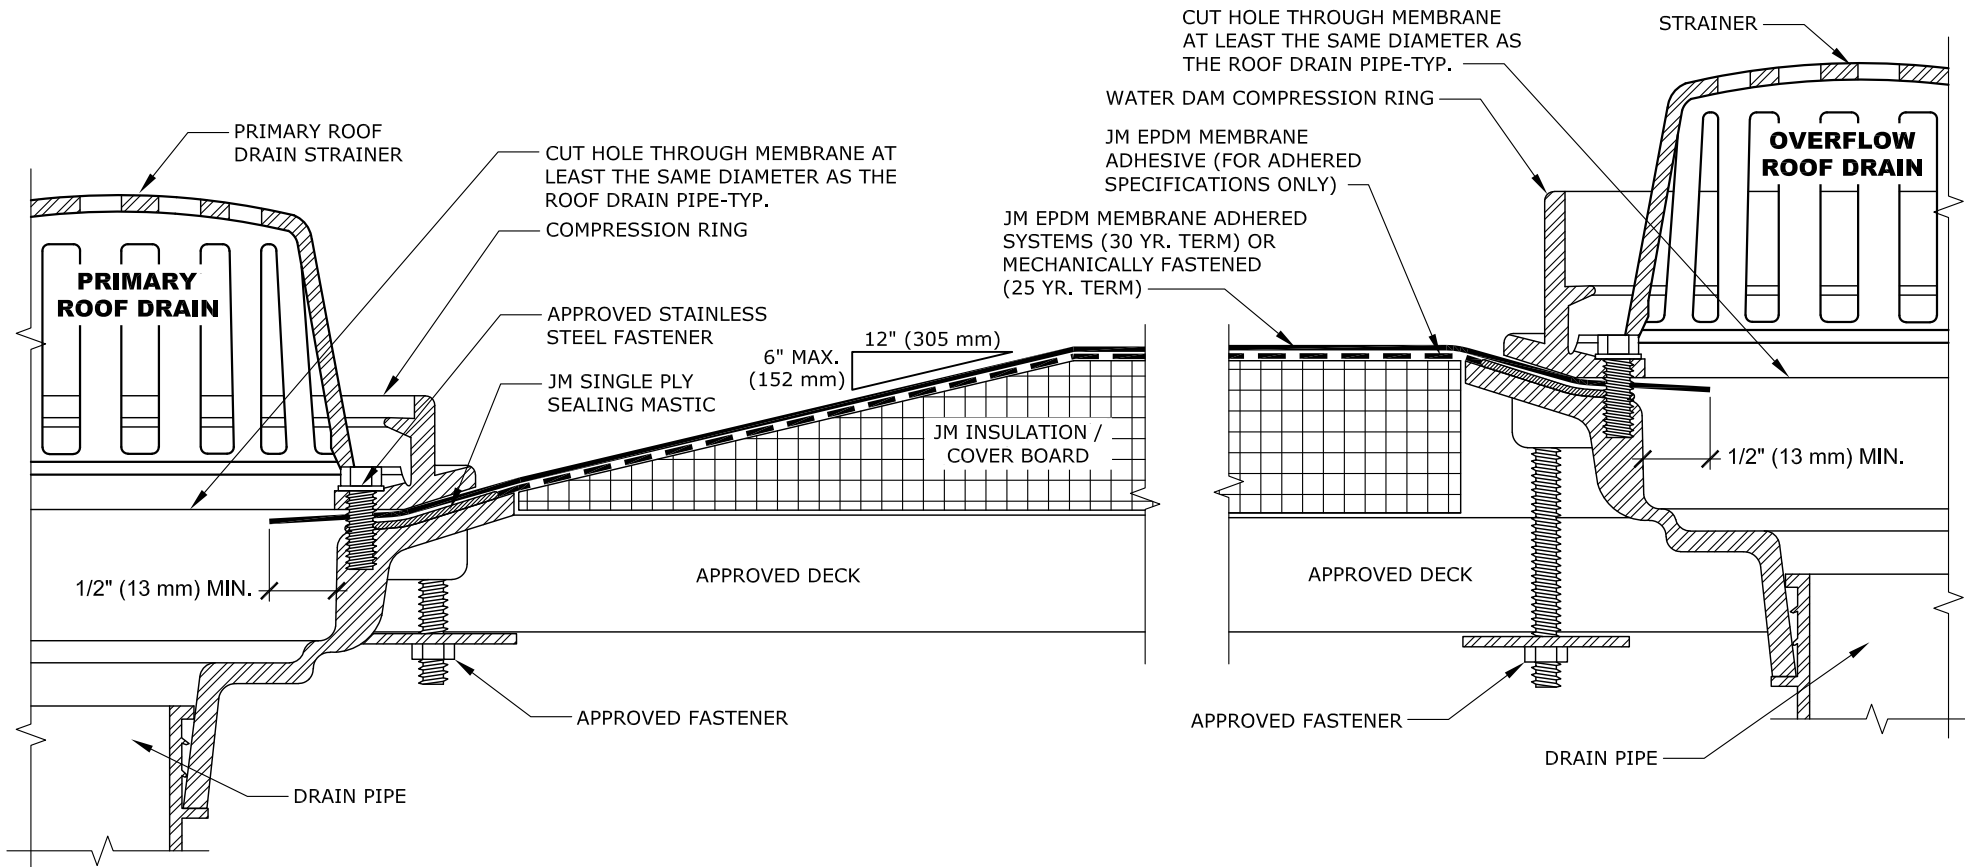 CUT HOLE THROUGH MEMBRANE
AT LEAST THE SAME DIAMETER AS
THE ROOF DRAIN PIPE-TYP.
STRAINER
WATER DAM COMPRESSION RING
PRIMARY ROOF
DRAIN STRAINER
CUT HOLE THROUGH MEMBRANE AT
LEAST THE SAME DIAMETER AS THE
ROOF DRAIN PIPE-TYP.
JM EPDM MEMBRANE
ADHESIVE (FOR ADHERED
SPECIFICATIONS ONLY)
OVERFLOW
ROOF DRAIN
COMPRESSION RING
JM EPDM MEMBRANE ADHERED
SYSTEMS (30 YR. TERM) OR
MECHANICALLY FASTENED
(25 YR. TERM)
PRIMARY
ROOF DRAIN
APPROVED STAINLESS
STEEL FASTENER
12" (305 mm)
6" MAX.
(152 mm)
JM SINGLE PLY
SEALING MASTIC
JM INSULATION /
COVER BOARD
1/2" (13 mm) MIN.
1/2" (13 mm) MIN.
APPROVED DECK
APPROVED DECK
APPROVED FASTENER
APPROVED FASTENER
DRAIN PIPE
DRAIN PIPE